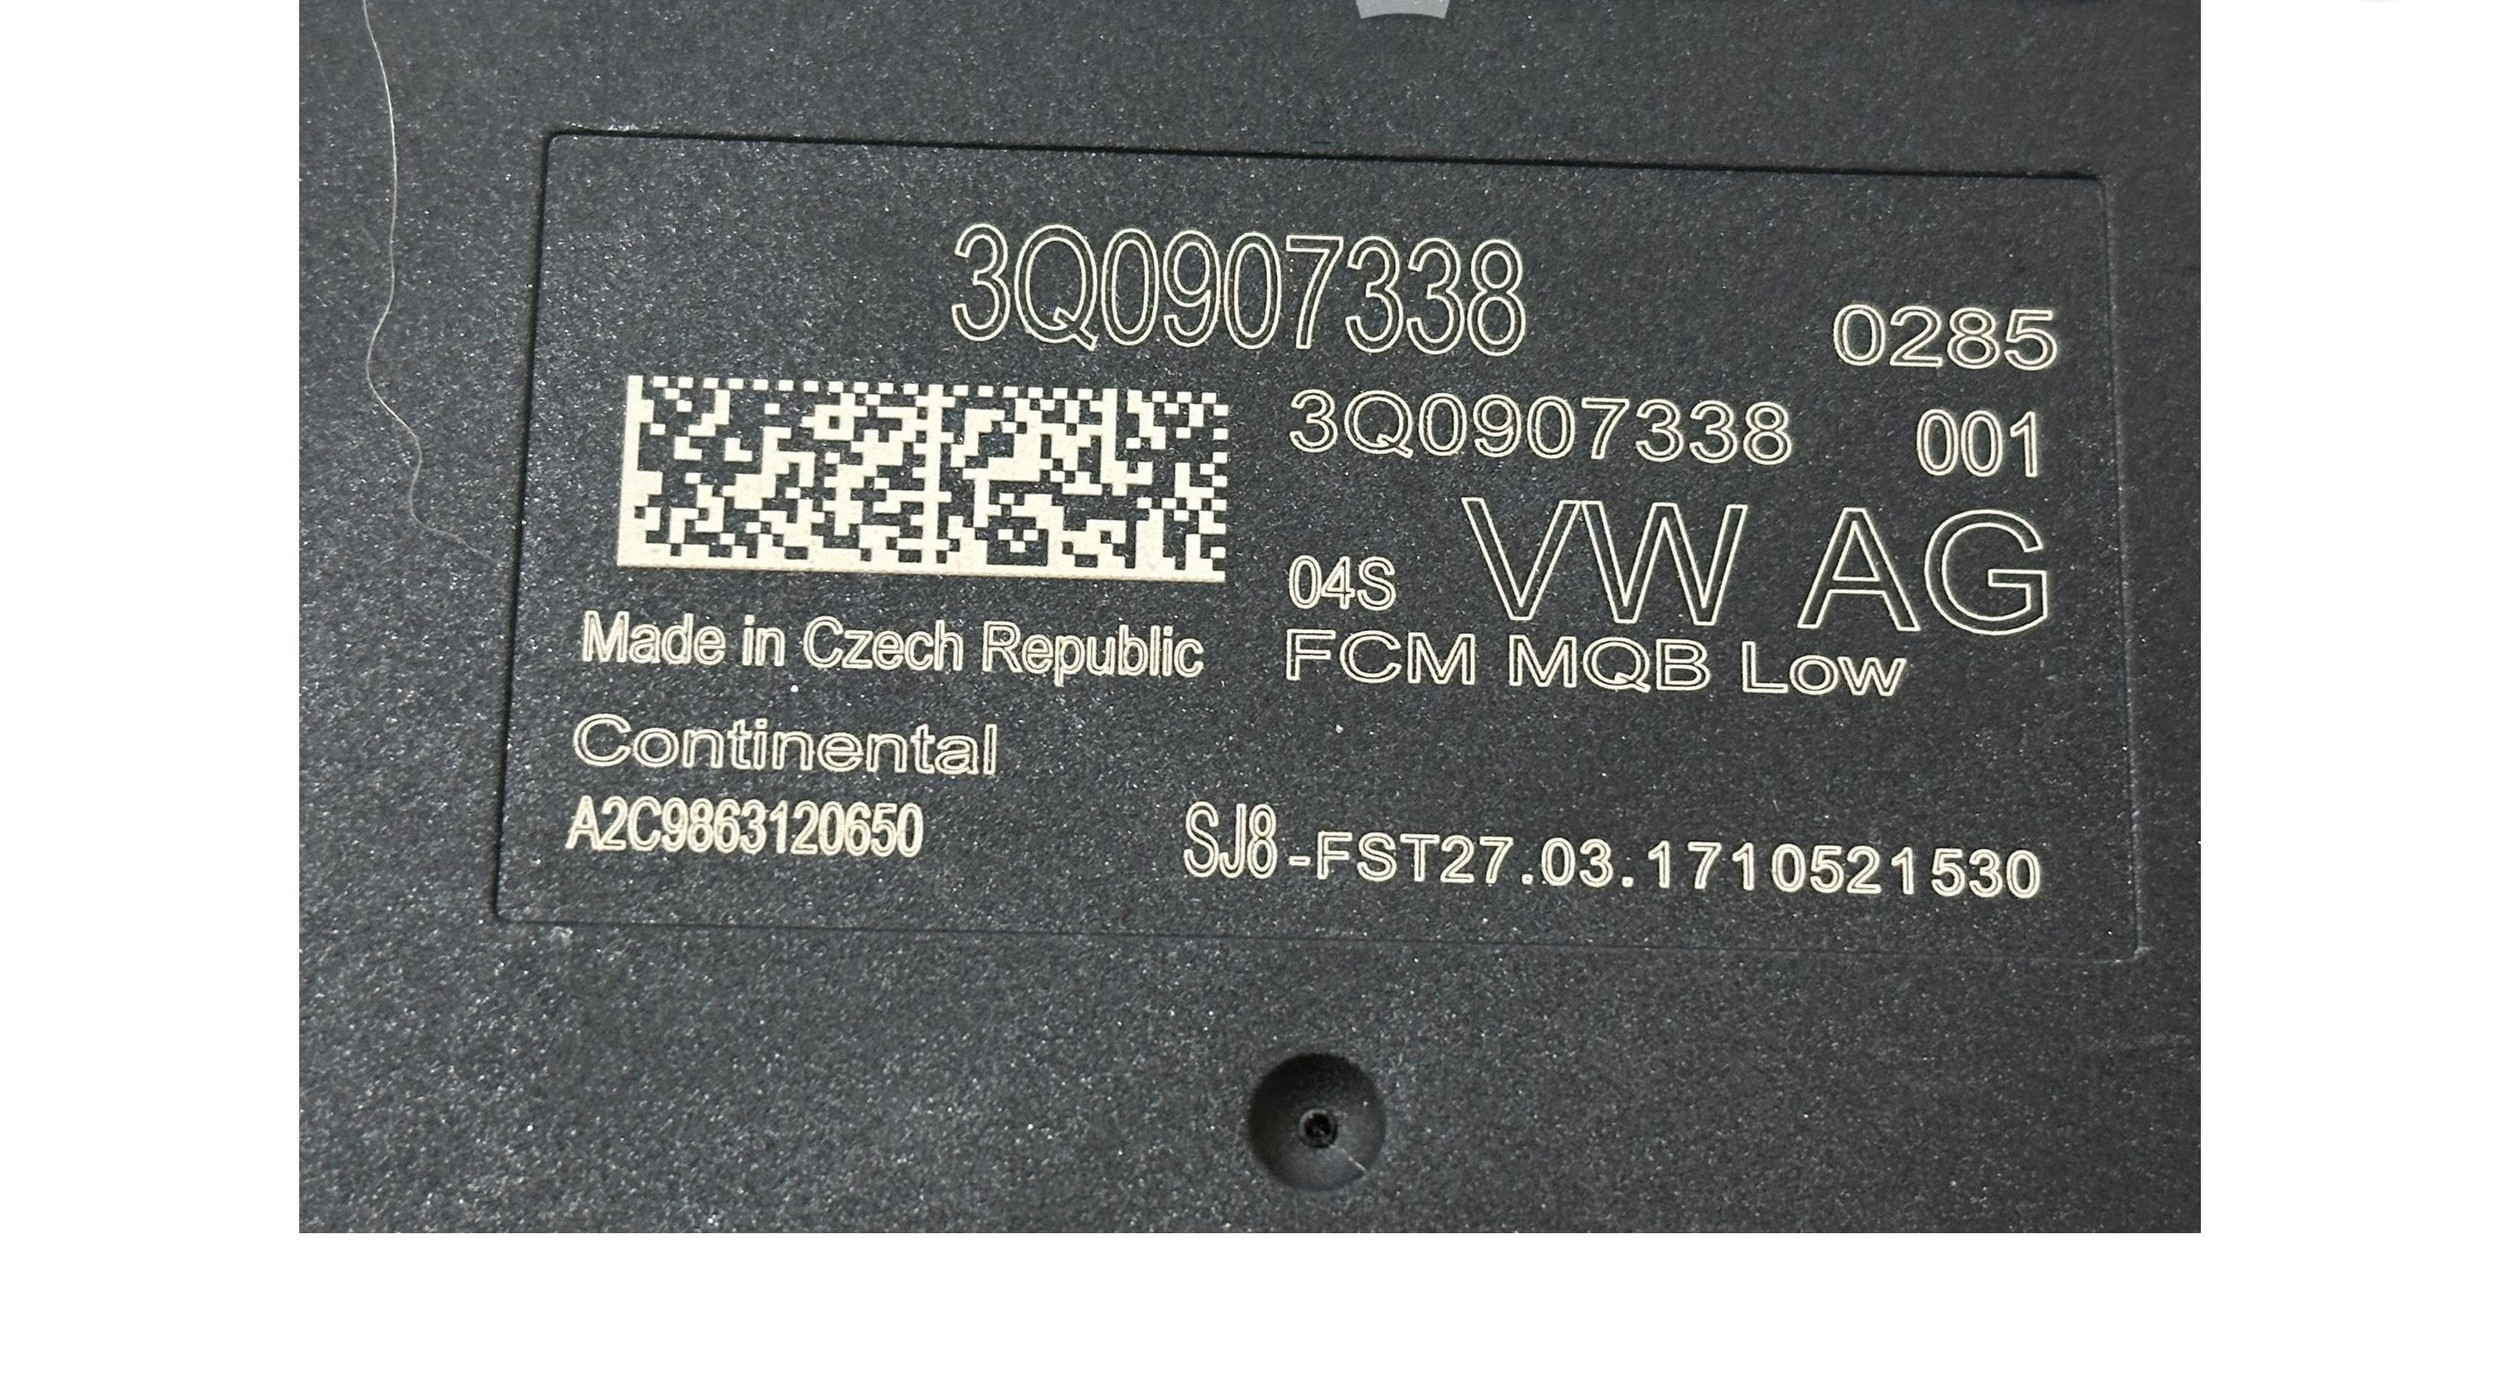 3Q0907338
0285
3Q0907338 001
04S VW AG
Made in Czech Republic
FCM MQB Low
Continental
A2C9863120650
SJ8-FST27.03.1710521530